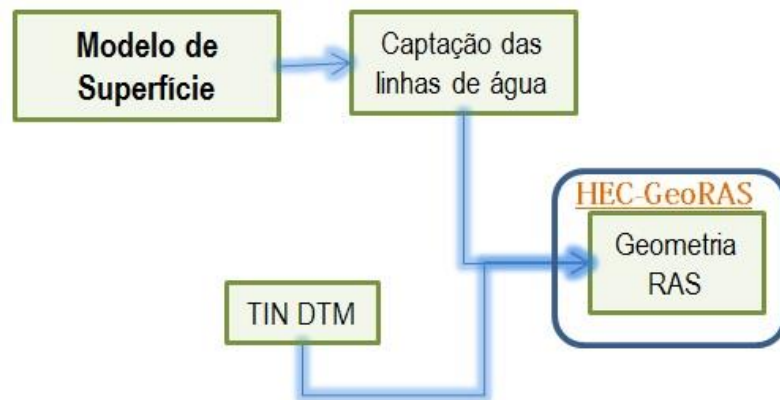 Modelo de
Superfície
Captação das
linhas de água
HEC-GeoRAS
Geometria
RAS
TIN DTM